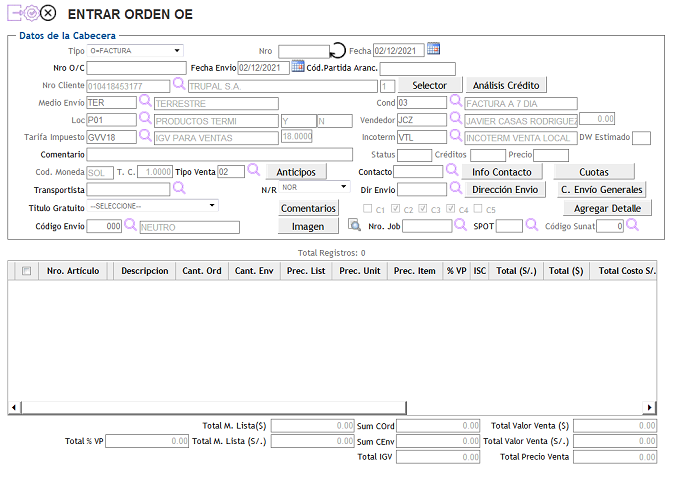 ENTRAR ORDEN OE
Datos de la Cabecera
Tipo O=FACTURA Nro Fecha 02/12/2021
Nro O/C Fecha Envio 02/12/2021 Cód.Partida Aranc.
Nro Cliente 010418453177 TRUPAL S.A. 1 Selector Análisis Crédito
Medio Envío TER TERRESTRE Cond 03 FACTURA A 7 DIA
Loc P01 PRODUCTOS TERMI Y N Vendedor JCZ JAVIER CASAS RODRIGUEZ 0.00
Tarifa Impuesto GVV18 IGV PARA VENTAS 18.0000 Incoterm VTL INCOTERM VENTA LOCAL DW Estimado
Comentario Status Créditos Precio
Cod. Moneda SOL T. C. 1.0000 Tipo Venta 02 Anticipos Contacto Info Contacto Cuotas
Transportista N/R NOR Dir Envio Dirección Envio C. Envío Generales
Titulo Gratuito --SELECCIONE-- Comentarios C1 C2 C3 C4 C5 Agregar Detalle
Código Envio 000 NEUTRO Imagen Nro. Job SPOT Código Sunat 0
Total Registros: 0
Nro. Artículo Descripcion Cant. Ord Cant. Env Prec. List Prec. Unit Prec. Item % VP ISC Total (S/.) Total ($) Total Costo S/.
Total M. Lista($) 0.00 Sum COrd 0.00 Total Valor Venta ($) 0.00
Total % VP 0.00 Total M. Lista (S/.) 0.00 Sum CEnv 0.00 Total Valor Venta (S/.) 0.00
Total IGV 0.00 Total Precio Venta 0.00